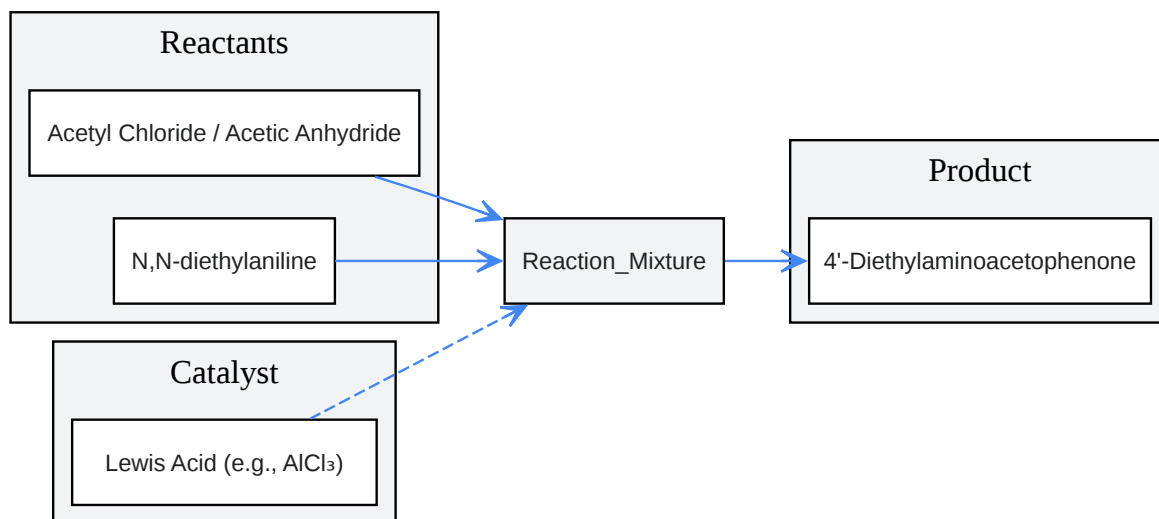 Reactants
Acetyl Chloride / Acetic Anhydride
N,N-diethylaniline
Catalyst
Lewis Acid (e.g., AlCl₃)
Reaction_Mixture
Product
4'-Diethylaminoacetophenone